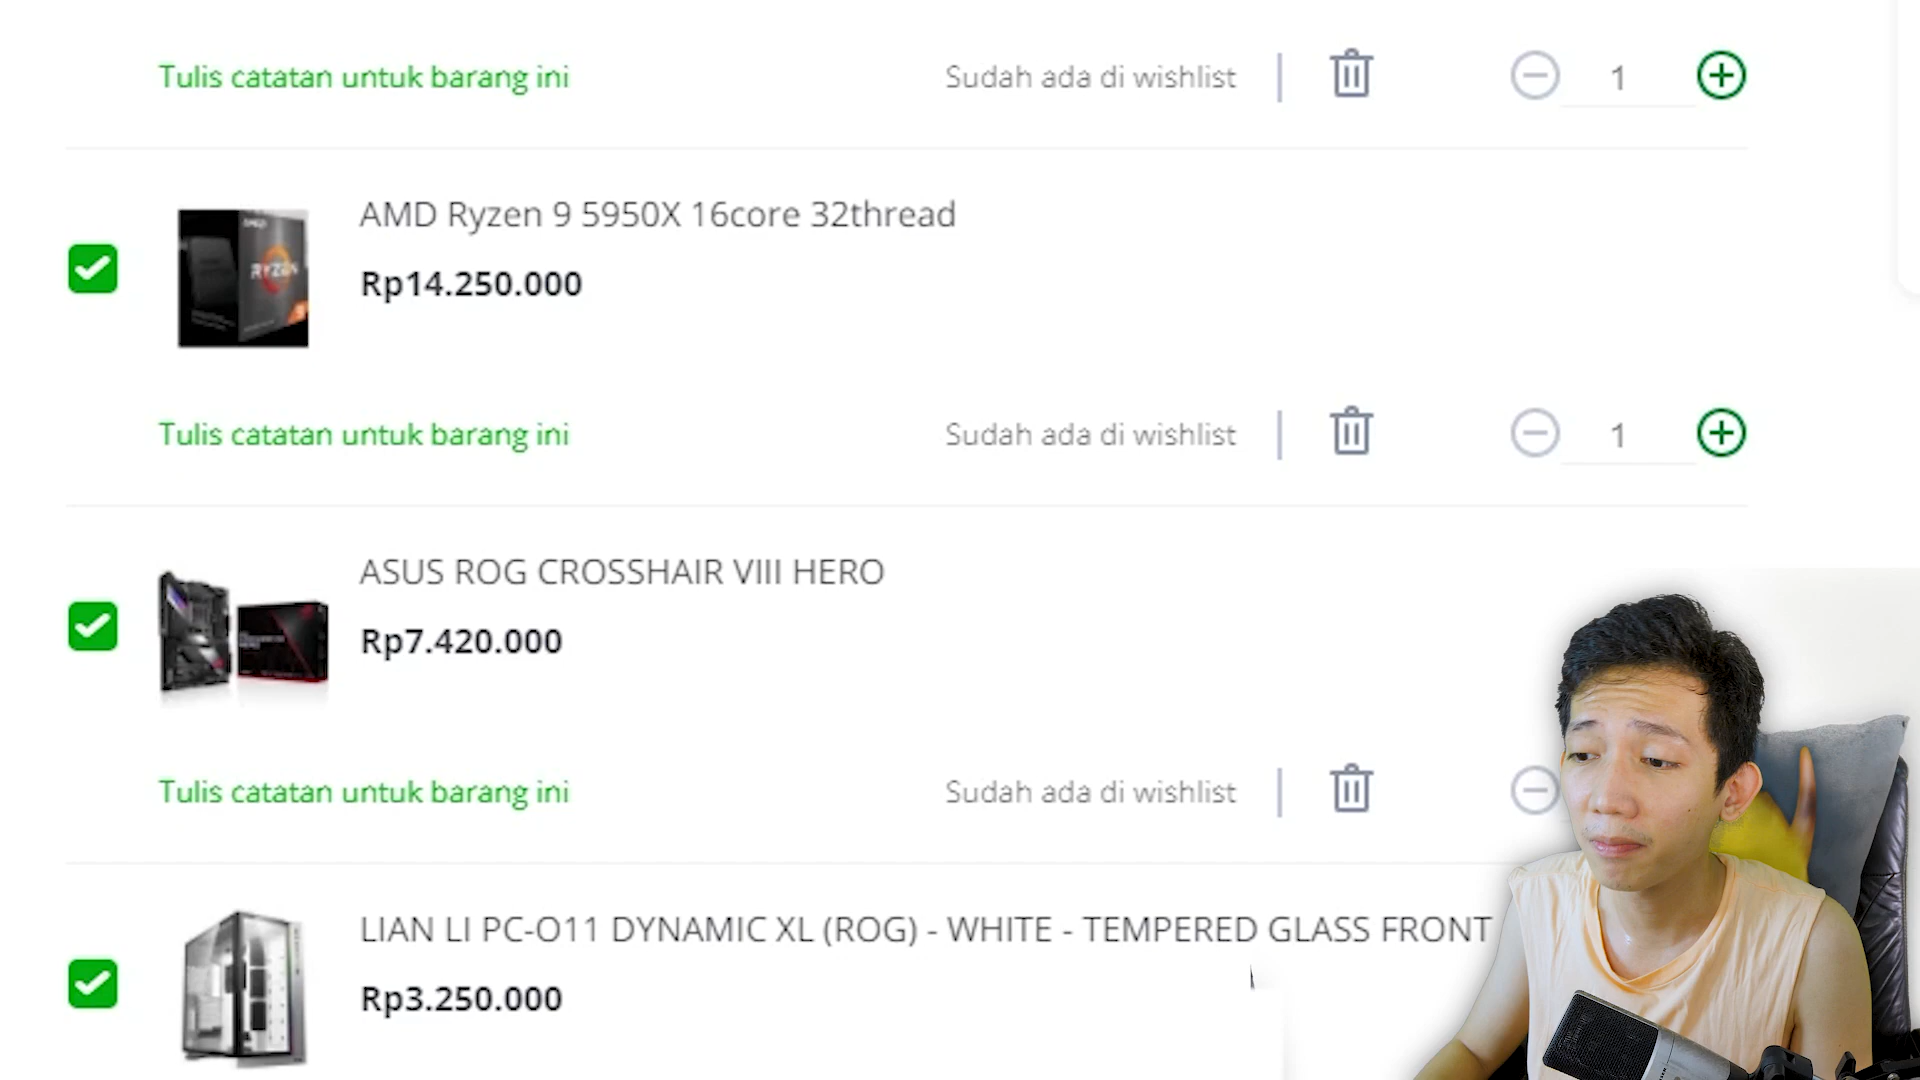 Tulis catatan untuk barang ini
Sudah ada di wishlist
1
AMD Ryzen 9 5950X 16core 32thread
Rp14.250.000
RYZEN
Tulis catatan untuk barang ini
Sudah ada di wishlist
1
ASUS ROG CROSSHAIR VIII HERO
Rp7.420.000
Tulis catatan untuk barang ini
Sudah ada di wishlist
LIAN LI PC-O11 DYNAMIC XL (ROG) - WHITE - TEMPERED GLASS FRONT
Rp3.250.000